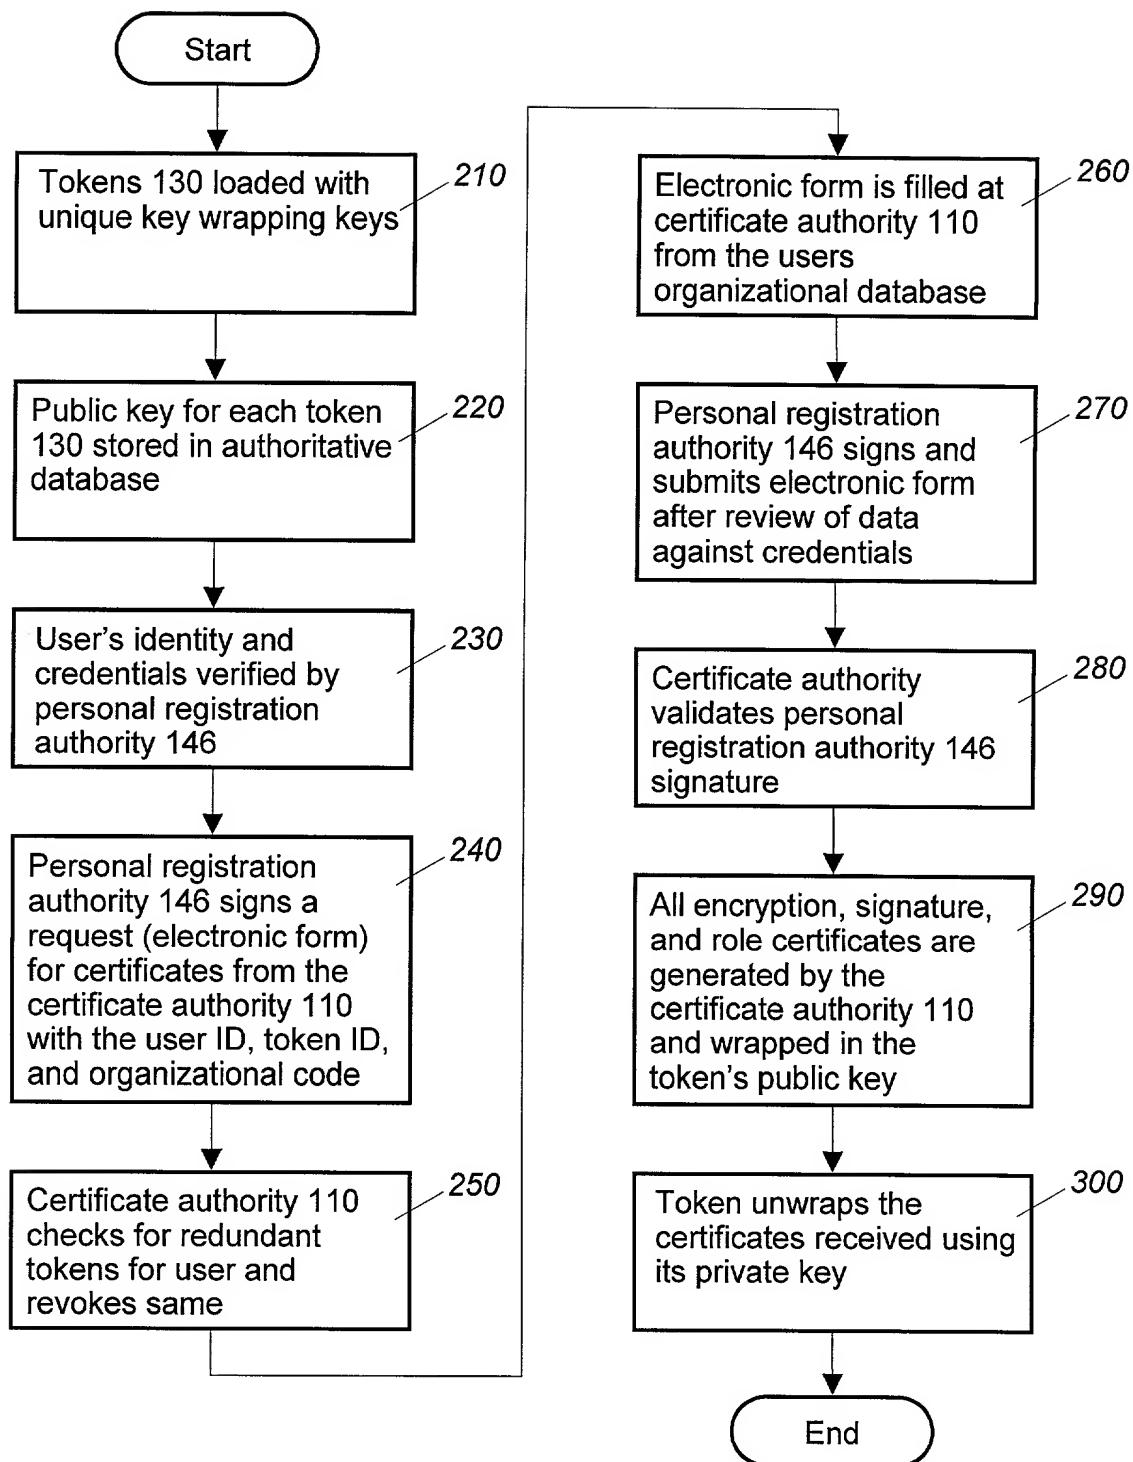 Start
Tokens 130 loaded with
unique key wrapping keys
210
Public key for each token
130 stored in authoritative
database
220
User's identity and
credentials verified by
personal registration
authority 146
230
Personal registration
authority 146 signs a
request (electronic form)
for certificates from the
certificate authority 110
with the user ID, token ID,
and organizational code
240
Certificate authority 110
checks for redundant
tokens for user and
revokes same
250
Electronic form is filled at
certificate authority 110
from the users
organizational database
260
Personal registration
authority 146 signs and
submits electronic form
after review of data
against credentials
270
Certificate authority
validates personal
registration authority 146
signature
280
All encryption, signature,
and role certificates are
generated by the
certificate authority 110
and wrapped in the
token's public key
290
Token unwraps the
certificates received using
its private key
300
End